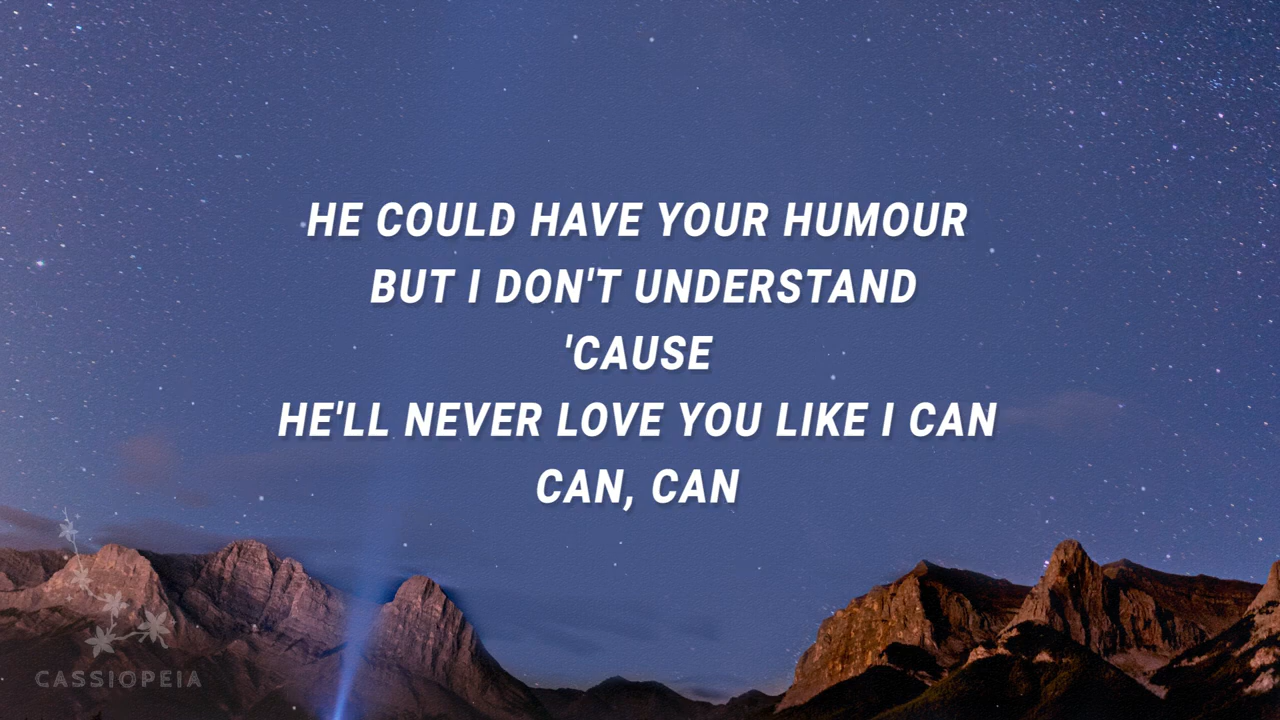 HE COULD HAVE YOUR HUMOUR
BUT I DON'T UNDERSTAND
'CAUSE
HE'LL NEVER LOVE YOU LIKE I CAN
CAN, CAN
CASSIOPEIA